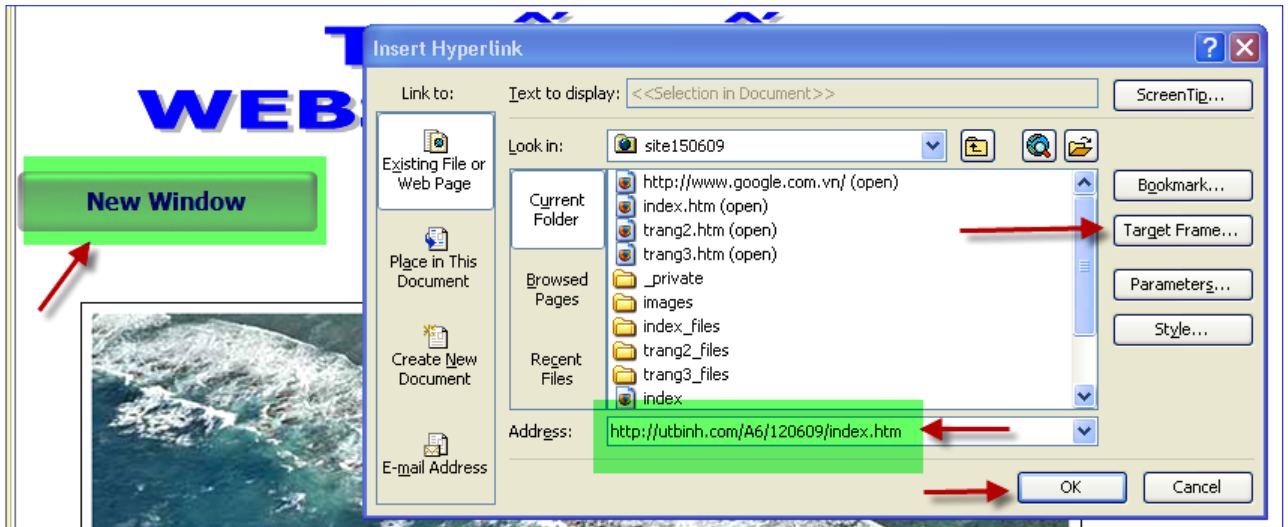 Insert Hyperlink
Link to:
Text to display: <<Selection in Document>>
ScreenTip...
Existing File or
Web Page
Place in This
Document
Create New
Document
E-mail Address
Look in: site150609
Current
Folder
Browsed
Pages
Recent
Files
http://www.google.com.vn/ (open)
index.htm (open)
trang2.htm (open)
trang3.htm (open)
_private
images
index_files
trang2_files
trang3_files
index
Address: http://utbinh.com/A6/120609/index.htm
Bookmark...
Target Frame...
Parameters...
Style...
OK
Cancel
New Window